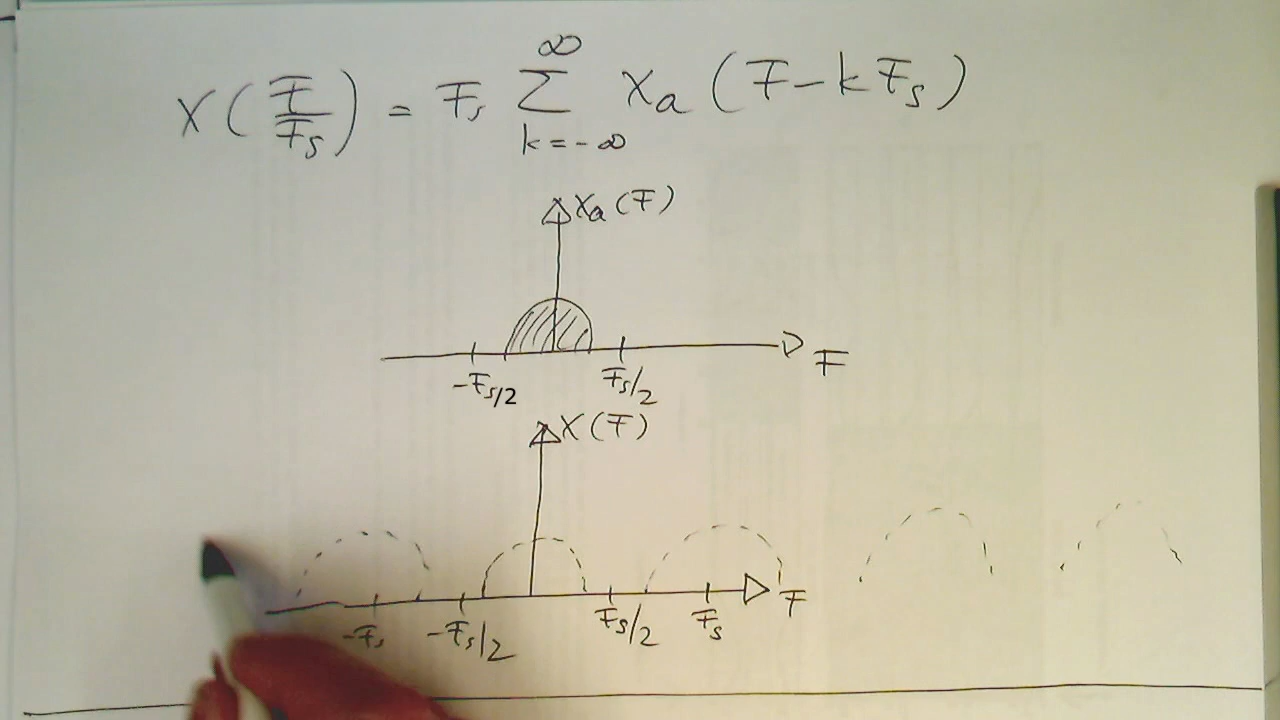 X(F/Fs) = Fs ∞∑k=-∞ Xa(F-kFs)
Xa(F)
-Fs/2 Fs/2 F
X(F)
-Fs -Fs/2 Fs/2 Fs F